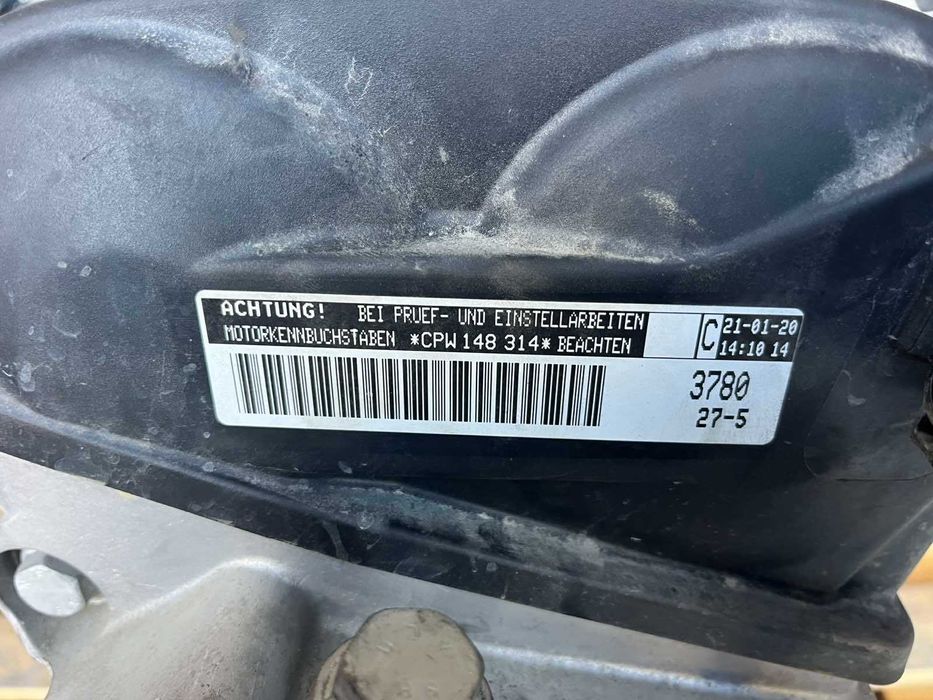 ACHTUNG! BEI PRUEF- UND EINSTELLARBEITEN
MOTORKENNBUCHSTABEN *CPW 148 314* BEACHTEN
C
21-01-20
14:10 14
3780
27-5